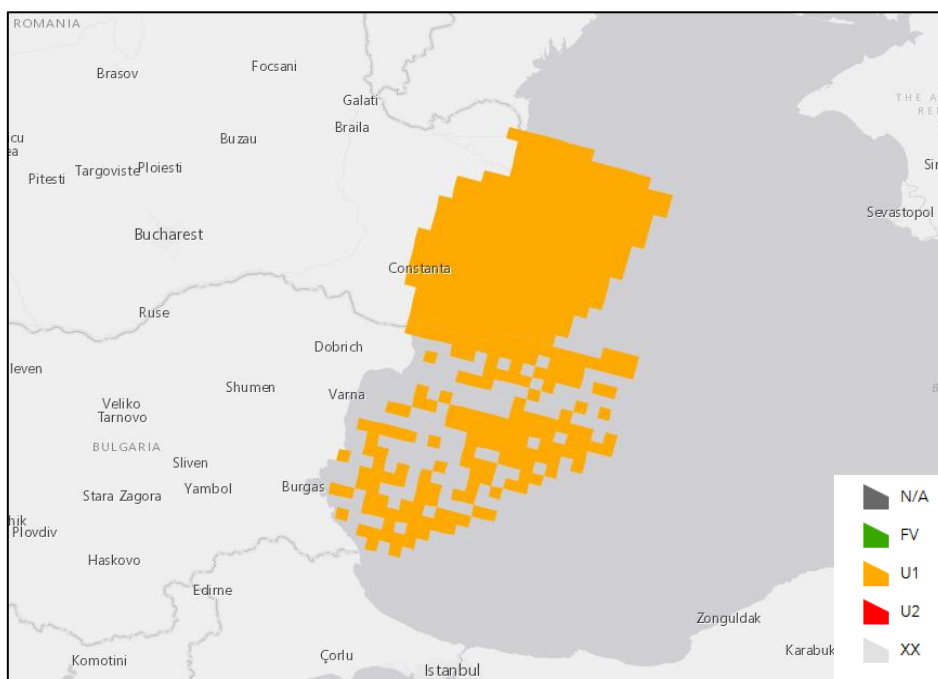 ROMANIA
Brasov
Focsani
Galati
Braila
Buzau
Ploiesti
Targoviste
Pitesti
Bucharest
Constanta
Ruse
Dobrich
Shumen
Varna
Veliko
Tarnovo
BULGARIA
Sliven
Yambol
Burgas
Stara Zagora
Plovdiv
Haskovo
Edirne
Komotini
Çorlu
Istanbul
Zonguldak
Karabuk
Sevastopol
THE A
N/A
FV
U1
U2
XX